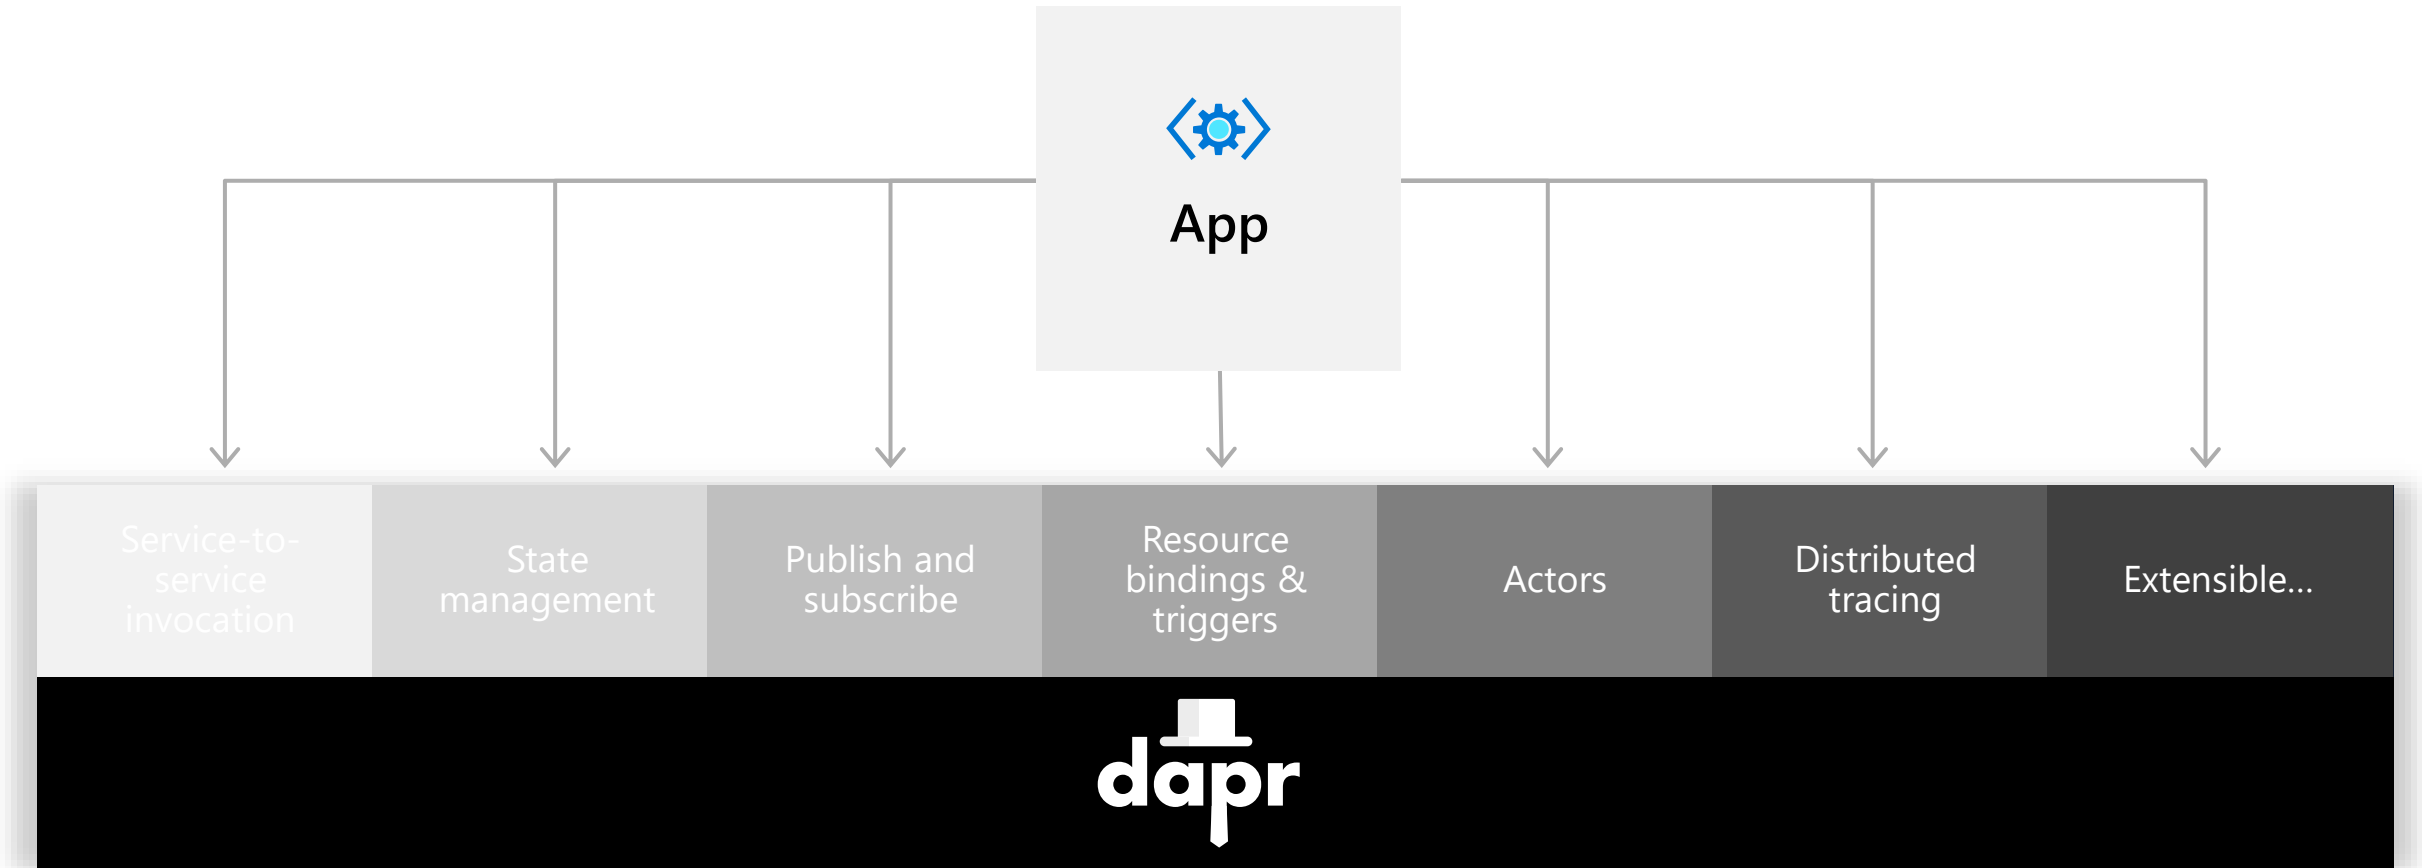 App
Service-to-
service
invocation
State
management
Publish and
subscribe
Resource
bindings &
triggers
Actors
Distributed
tracing
Extensible...
dapr